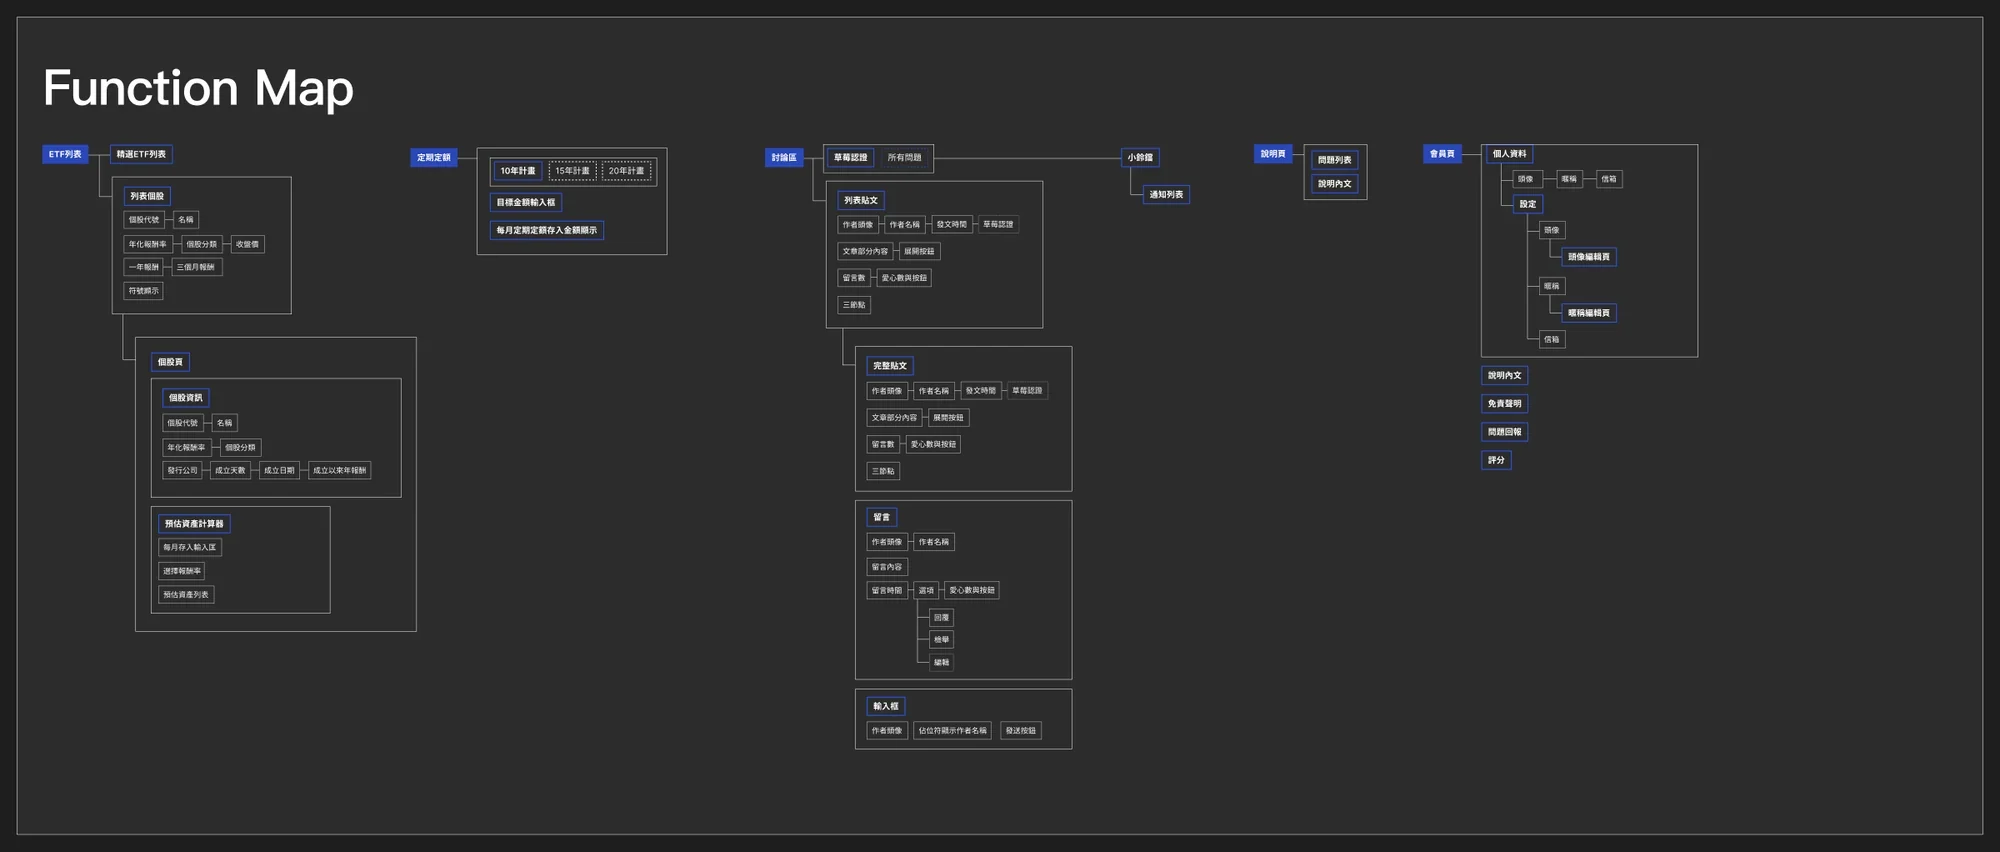 Function Map
ETF列表
精選ETF列表
列表個股
個股代號 名稱
年化報酬率 個股分類 收盤價
一年報酬 三個月報酬
符號顯示
個股頁
個股資訊
個股代號 名稱
年化報酬率 個股分類
發行公司 成立天數 成立日期 成立以來年報酬
預估資產計算器
每月存入輸入匡
選擇報酬率
預估資產列表
定期定額
10年計畫 15年計畫 20年計畫
目標金額輸入框
每月定期定額存入金額顯示
討論區
草莓認證 所有問題
小鈴鐺
通知列表
列表貼文
作者頭像 作者名稱 發文時間 草莓認證
文章部分內容 展開按鈕
留言數 愛心數與按鈕
三節點
完整貼文
作者頭像 作者名稱 發文時間 草莓認證
文章部分內容 展開按鈕
留言數 愛心數與按鈕
三節點
留言
作者頭像 作者名稱
留言內容
留言時間 選項 愛心數與按鈕
回覆
檢舉
編輯
輸入框
作者頭像 佔位符顯示作者名稱 發送按鈕
說明頁
問題列表
說明內文
會員頁
個人資料
頭像 暱稱 信箱
設定
頭像
頭像編輯頁
暱稱
暱稱編輯頁
信箱
說明內文
免責聲明
問題回報
評分